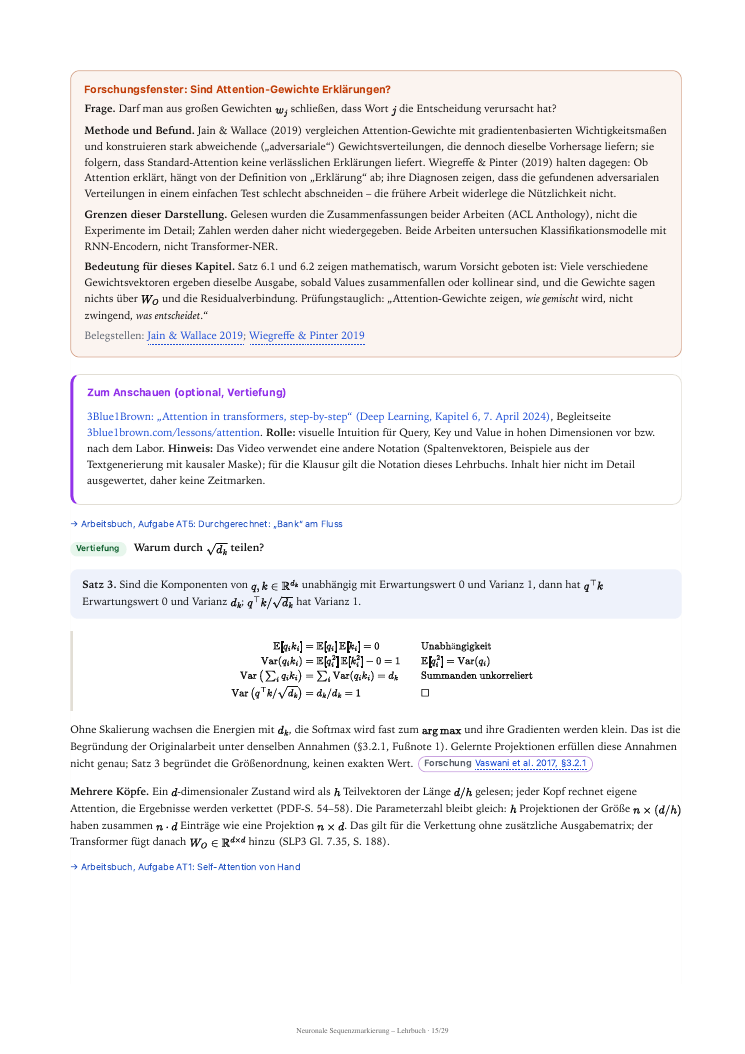 Forschungsfenster: Sind Attention-Gewichte Erklärungen?
Frage. Darf man aus großen Gewichten w_j schließen, dass Wort j die Entscheidung verursacht hat?
Methode und Befund. Jain & Wallace (2019) vergleichen Attention-Gewichte mit gradientenbasierten Wichtigkeitsmaßen
und konstruieren stark abweichende („adversariale“) Gewichtsverteilungen, die dennoch dieselbe Vorhersage liefern; sie
folgern, dass Standard-Attention keine verlässlichen Erklärungen liefert. Wiegreffe & Pinter (2019) halten dagegen: Ob
Attention erklärt, hängt von der Definition von „Erklärung“ ab; ihre Diagnosen zeigen, dass die gefundenen adversarialen
Verteilungen in einem einfachen Test schlecht abschneiden – die frühere Arbeit widerlege die Nützlichkeit nicht.
Grenzen dieser Darstellung. Gelesen wurden die Zusammenfassungen beider Arbeiten (ACL Anthology), nicht die
Experimente im Detail; Zahlen werden daher nicht wiedergegeben. Beide Arbeiten untersuchen Klassifikationsmodelle mit
RNN-Encodern, nicht Transformer-NER.
Bedeutung für dieses Kapitel. Satz 6.1 und 6.2 zeigen mathematisch, warum Vorsicht geboten ist: Viele verschiedene
Gewichtsvektoren ergeben dieselbe Ausgabe, sobald Values zusammenfallen oder kollinear sind, und die Gewichte sagen
nichts über W_O und die Residualverbindung. Prüfungstauglich: „Attention-Gewichte zeigen, wie gemischt wird, nicht
zwingend, was entscheidet.“
Belegstellen: Jain & Wallace 2019; Wiegreffe & Pinter 2019
Zum Anschauen (optional, Vertiefung)
3Blue1Brown: „Attention in transformers, step-by-step“ (Deep Learning, Kapitel 6, 7. April 2024), Begleitseite
3blue1brown.com/lessons/attention. Rolle: visuelle Intuition für Query, Key und Value in hohen Dimensionen vor bzw.
nach dem Labor. Hinweis: Das Video verwendet eine andere Notation (Spaltenvektoren, Beispiele aus der
Textgenerierung mit kausaler Maske); für die Klausur gilt die Notation dieses Lehrbuchs. Inhalt hier nicht im Detail
ausgewertet, daher keine Zeitmarken.
→ Arbeitsbuch, Aufgabe AT5: Durchgerechnet: „Bank“ am Fluss
Vertiefung Warum durch √d_k teilen?
Satz 3. Sind die Komponenten von q, k ∈ ℝ^{d_k} unabhängig mit Erwartungswert 0 und Varianz 1, dann hat q^⊤k
Erwartungswert 0 und Varianz d_k; q^⊤k/√d_k hat Varianz 1.
𝔼[q_i k_i] = 𝔼[q_i] 𝔼[k_i] = 0 Unabhängigkeit
Var(q_i k_i) = 𝔼[q_i^2] 𝔼[k_i^2] − 0 = 1 𝔼[q_i^2] = Var(q_i)
Var (∑_i q_i k_i) = ∑_i Var(q_i k_i) = d_k Summanden unkorreliert
Var (q^⊤k/√d_k) = d_k/d_k = 1 □
Ohne Skalierung wachsen die Energien mit d_k, die Softmax wird fast zum arg max und ihre Gradienten werden klein. Das ist die
Begründung der Originalarbeit unter denselben Annahmen (§3.2.1, Fußnote 1). Gelernte Projektionen erfüllen diese Annahmen
nicht genau; Satz 3 begründet die Größenordnung, keinen exakten Wert. Forschung Vaswani et al. 2017, §3.2.1
Mehrere Köpfe. Ein d-dimensionaler Zustand wird als h Teilvektoren der Länge d/h gelesen; jeder Kopf rechnet eigene
Attention, die Ergebnisse werden verkettet (PDF-S. 54–58). Die Parameterzahl bleibt gleich: h Projektionen der Größe n × (d/h)
haben zusammen n · d Einträge wie eine Projektion n × d. Das gilt für die Verkettung ohne zusätzliche Ausgabematrix; der
Transformer fügt danach W_O ∈ ℝ^{d×d} hinzu (SLP3 Gl. 7.35, S. 188).
→ Arbeitsbuch, Aufgabe AT1: Self-Attention von Hand
Neuronale Sequenzmarkierung – Lehrbuch · 15/29